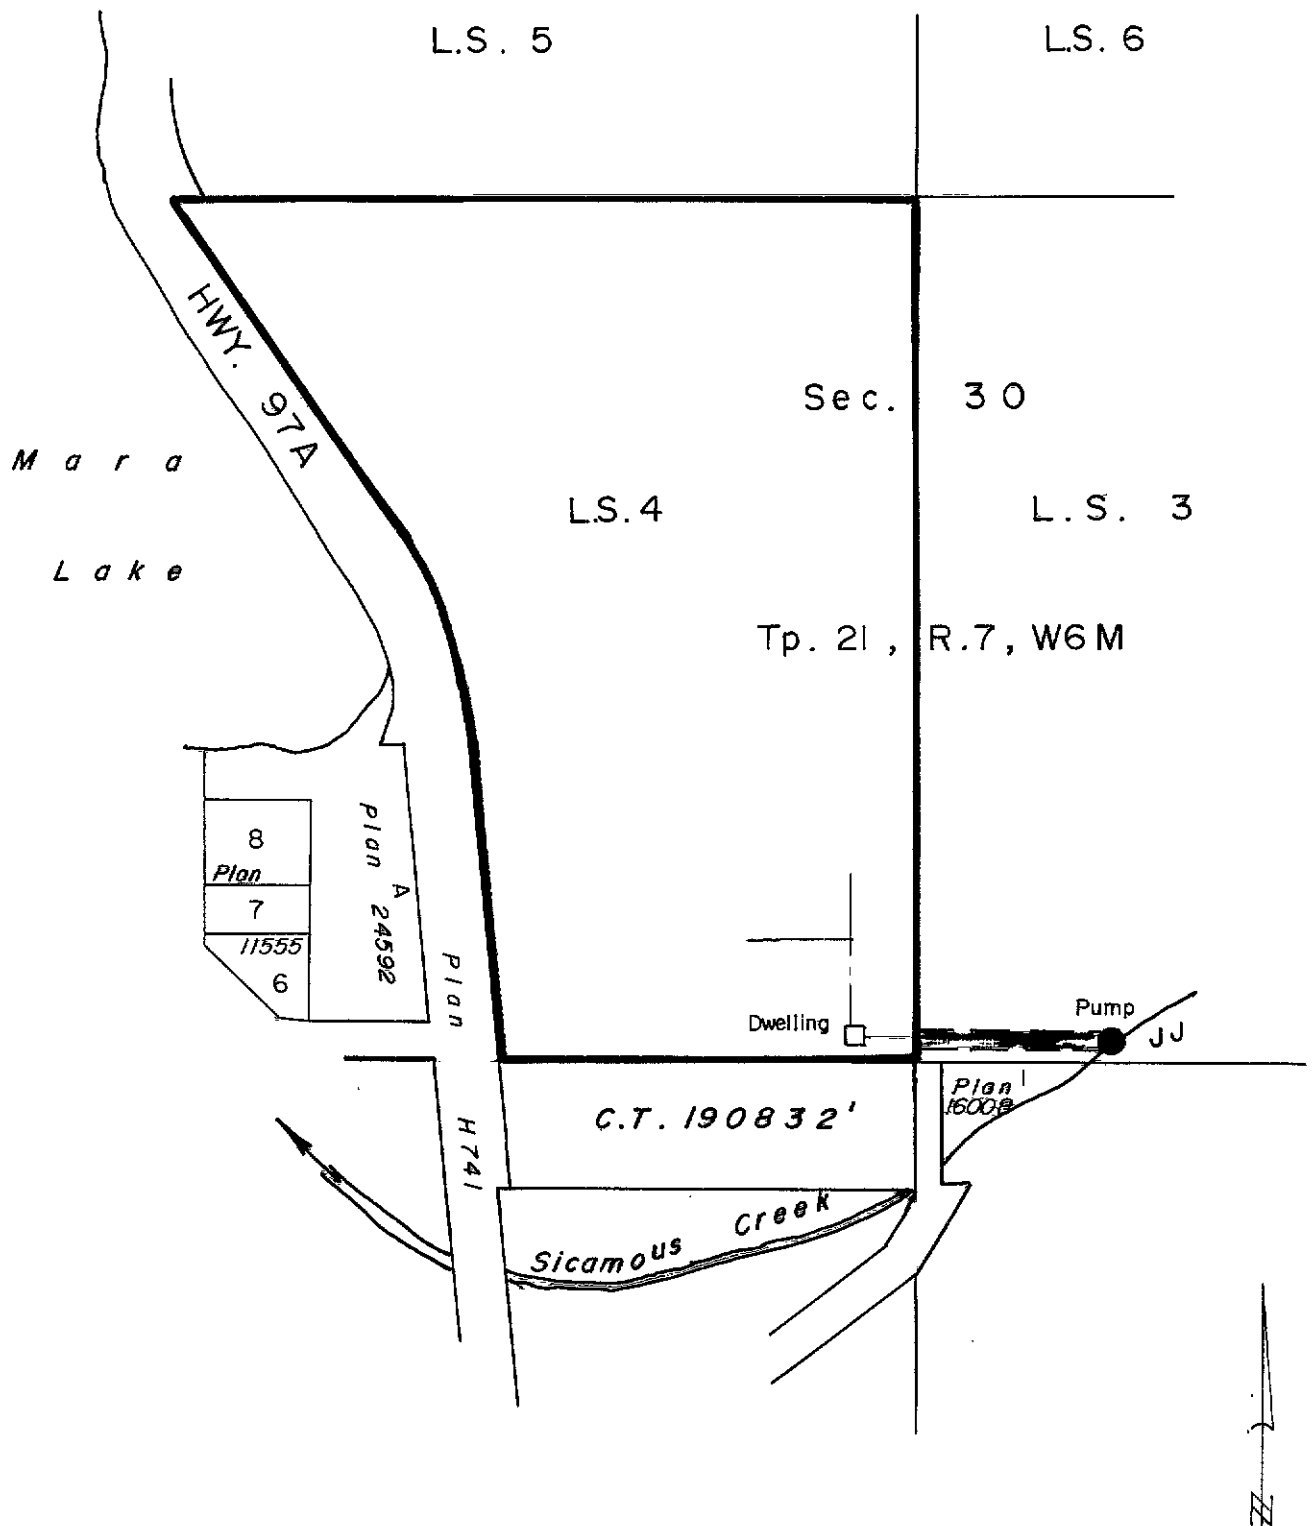 L.S. 5
L.S. 6
HWY. 97A
Sec. 30
Mara
Lake
L.S. 4
L.S. 3
Tp. 21, R.7, W6M
8
Plan
7
11555
6
Plan A 24592
Plan H741
Dwelling
Pump
JJ
Plan 1
16008
C.T. 190832'
Sicamous Creek
N